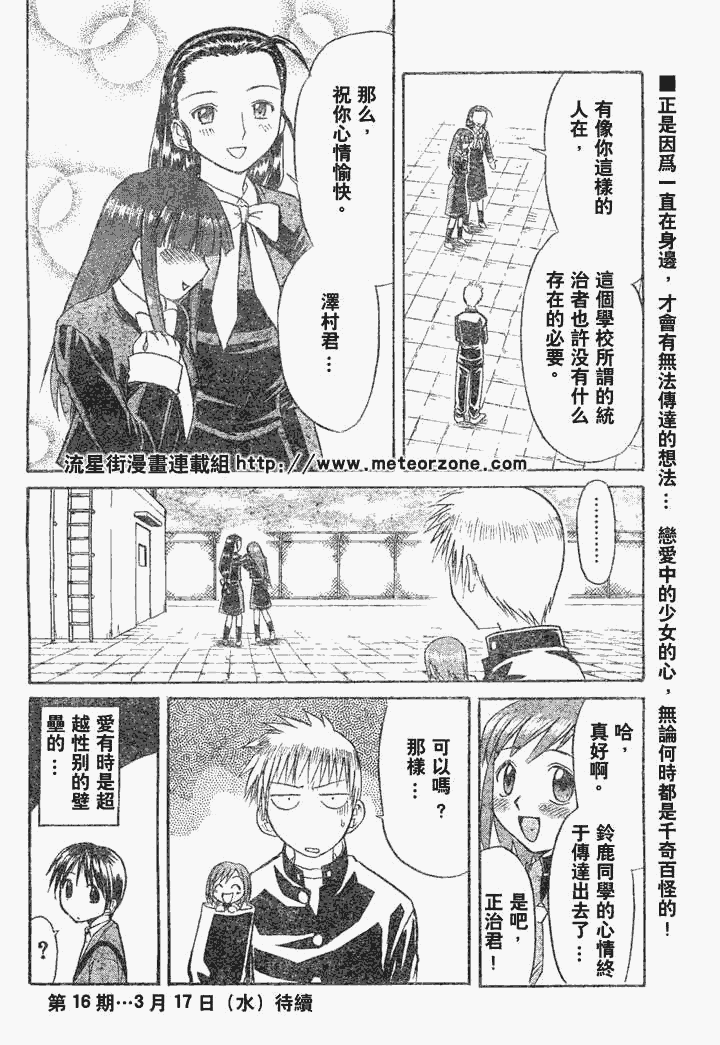 ■正是因爲一直在身邊，才會有無法傳達的想法… 戀愛中的少女的心，無論何時都是千奇百怪的！
有像你這樣的
人在，
這個學校所謂的統
治者也許没有什么
存在的必要。
那么，
祝你心情愉快。
澤村君…
流星街漫畫連載組http://www.meteorzone.com
…………
哈，
真好啊。
鈴鹿同學的心情終
于傳達出去了…
是吧，
正治君！
可以嗎？
那樣…
愛有時是超
越性别的壁
壘的…
？
第16期…3月17日（水）待續